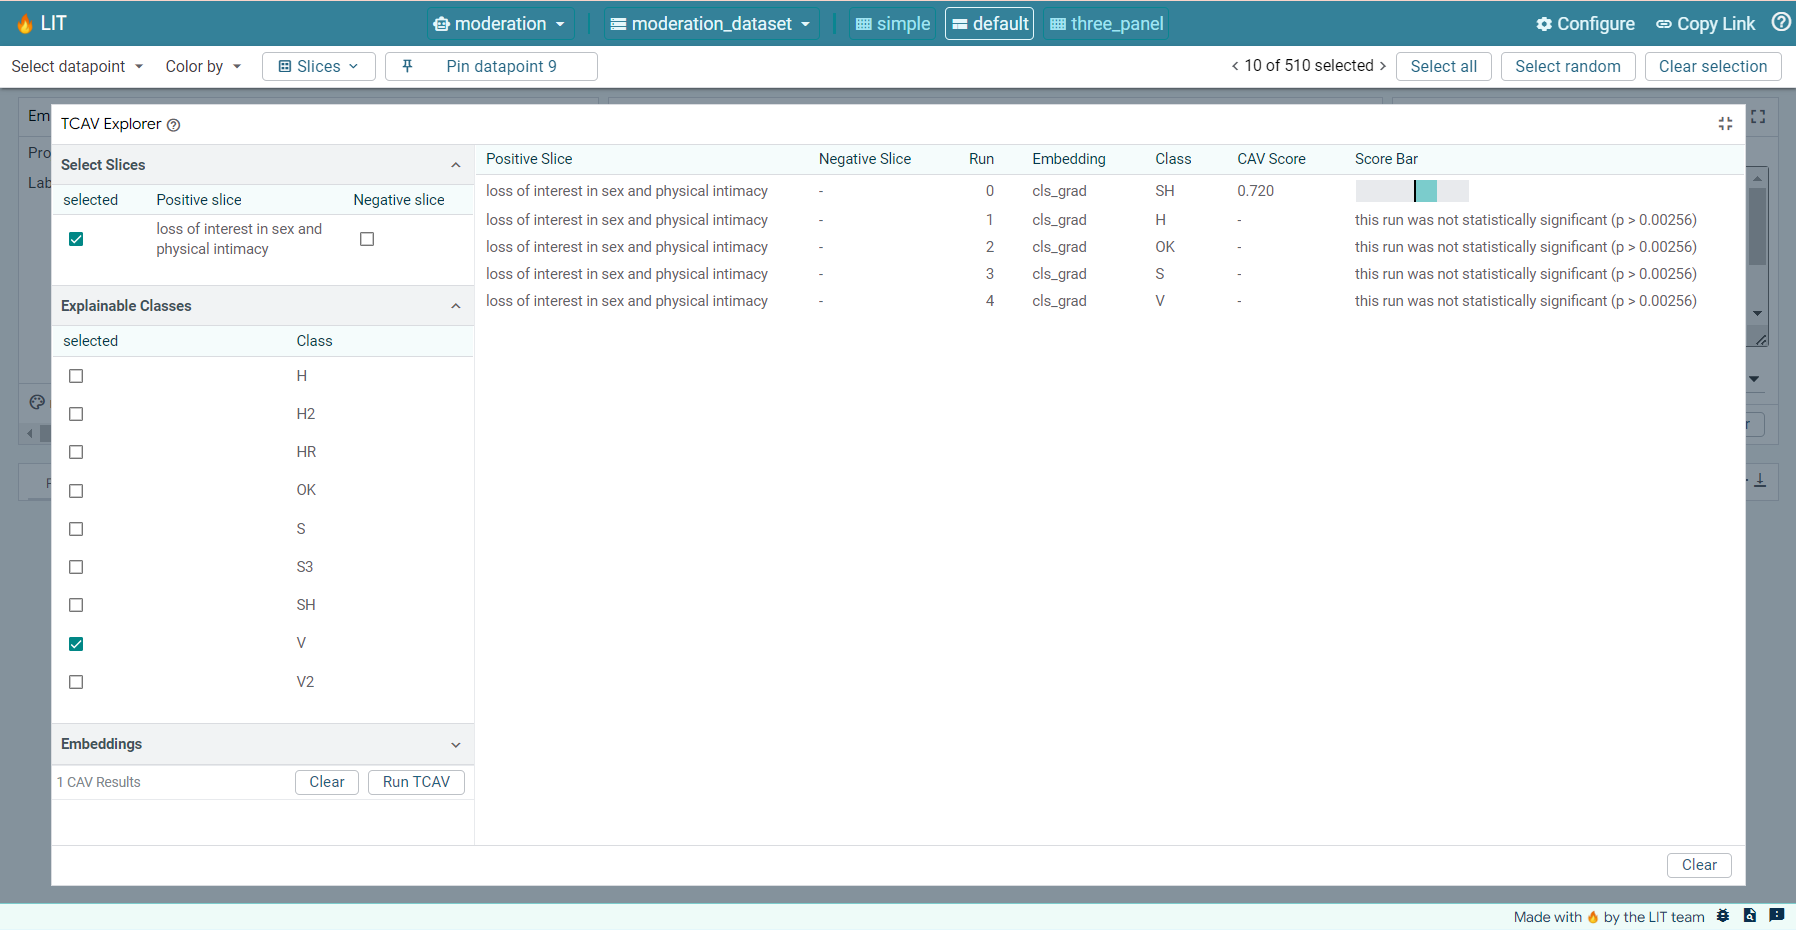 LIT moderation moderation_dataset simple default three_panel Configure Copy Link
Select datapoint Color by Slices Pin datapoint 9 10 of 510 selected Select all Select random Clear selection
Em
Pro
Lab
TCAV Explorer
Select Slices
selected Positive slice Negative slice
loss of interest in sex and
physical intimacy
Explainable Classes
selected Class
H
H2
HR
OK
S
S3
SH
V
V2
Embeddings
1 CAV Results Clear Run TCAV
Positive Slice Negative Slice Run Embedding Class CAV Score Score Bar
loss of interest in sex and physical intimacy - 0 cls_grad SH 0.720
loss of interest in sex and physical intimacy - 1 cls_grad H - this run was not statistically significant (p > 0.00256)
loss of interest in sex and physical intimacy - 2 cls_grad OK - this run was not statistically significant (p > 0.00256)
loss of interest in sex and physical intimacy - 3 cls_grad S - this run was not statistically significant (p > 0.00256)
loss of interest in sex and physical intimacy - 4 cls_grad V - this run was not statistically significant (p > 0.00256)
Clear
Made with by the LIT team